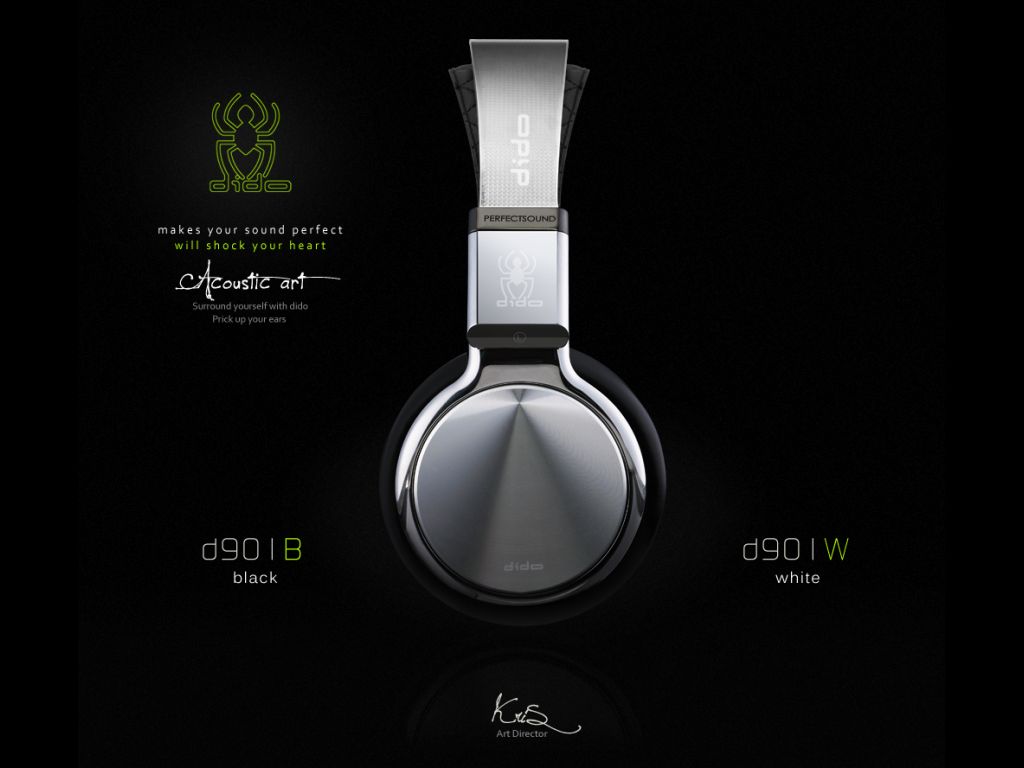 dido
makes your sound perfect
will shock your heart
Acoustic art
Surround yourself with dido
Prick up your ears
dido
PERFECTSOUND
dido
L
dido
d901B
black
d901W
white
Kris
Art Director